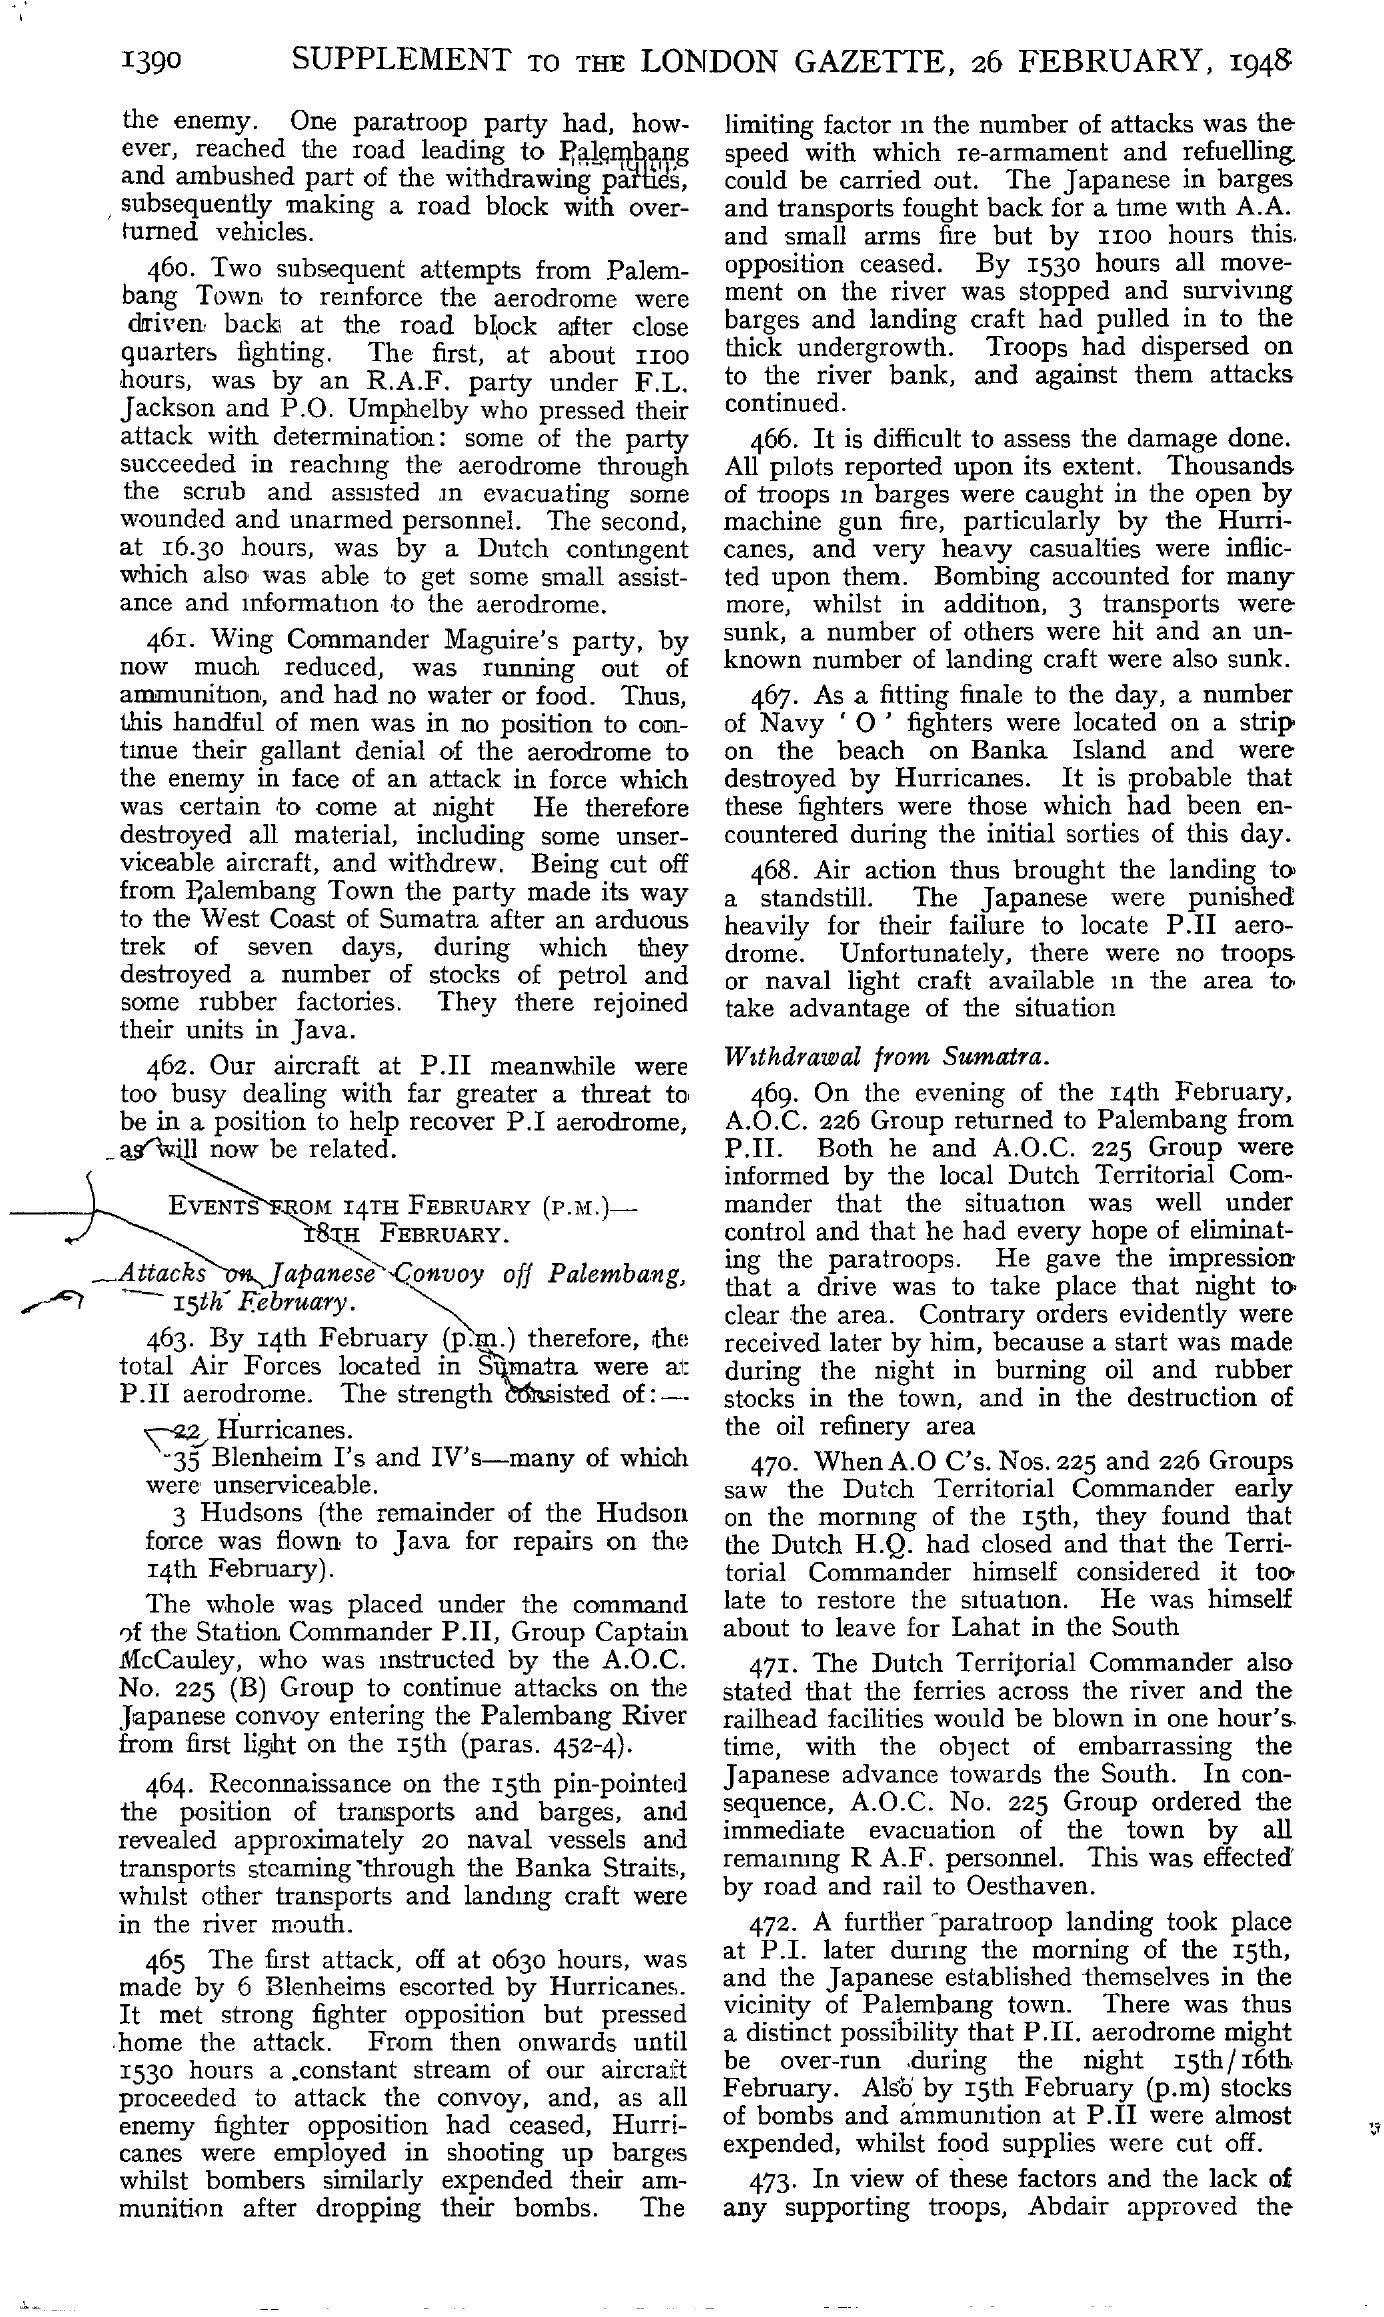 1390 SUPPLEMENT TO THE LONDON GAZETTE, 26 FEBRUARY, 1948
the enemy. One paratroop party had, how-
ever, reached the road leading to Palembang
and ambushed part of the withdrawing parties,
subsequently making a road block with over-
turned vehicles.
460. Two subsequent attempts from Palem-
bang Town to reinforce the aerodrome were
driven back at the road block after close
quarters fighting. The first, at about 1100
hours, was by an R.A.F. party under F.L.
Jackson and P.O. Umphelby who pressed their
attack with determination: some of the party
succeeded in reaching the aerodrome through
the scrub and assisted in evacuating some
wounded and unarmed personnel. The second,
at 16.30 hours, was by a Dutch contingent
which also was able to get some small assist-
ance and information to the aerodrome.
461. Wing Commander Maguire's party, by
now much reduced, was running out of
ammunition, and had no water or food. Thus,
this handful of men was in no position to con-
tinue their gallant denial of the aerodrome to
the enemy in face of an attack in force which
was certain to come at night He therefore
destroyed all material, including some unser-
viceable aircraft, and withdrew. Being cut off
from Palembang Town the party made its way
to the West Coast of Sumatra after an arduous
trek of seven days, during which they
destroyed a number of stocks of petrol and
some rubber factories. They there rejoined
their units in Java.
462. Our aircraft at P.II meanwhile were
too busy dealing with far greater a threat to
be in a position to help recover P.I aerodrome,
as will now be related.
EVENTS FROM 14TH FEBRUARY (P.M.)—
18TH FEBRUARY.
Attacks on Japanese Convoy off Palembang,
15th February.
463. By 14th February (p.m.) therefore, the
total Air Forces located in Sumatra were at
P.II aerodrome. The strength consisted of:—
22 Hurricanes.
35 Blenheim I's and IV's—many of which
were unserviceable.
3 Hudsons (the remainder of the Hudson
force was flown to Java for repairs on the
14th February).
The whole was placed under the command
of the Station Commander P.II, Group Captain
McCauley, who was instructed by the A.O.C.
No. 225 (B) Group to continue attacks on the
Japanese convoy entering the Palembang River
from first light on the 15th (paras. 452-4).
464. Reconnaissance on the 15th pin-pointed
the position of transports and barges, and
revealed approximately 20 naval vessels and
transports steaming through the Banka Straits,
whilst other transports and landing craft were
in the river mouth.
465 The first attack, off at 0630 hours, was
made by 6 Blenheims escorted by Hurricanes.
It met strong fighter opposition but pressed
home the attack. From then onwards until
1530 hours a constant stream of our aircraft
proceeded to attack the convoy, and, as all
enemy fighter opposition had ceased, Hurri-
canes were employed in shooting up barges
whilst bombers similarly expended their am-
munition after dropping their bombs. The
limiting factor in the number of attacks was the
speed with which re-armament and refuelling
could be carried out. The Japanese in barges
and transports fought back for a time with A.A.
and small arms fire but by 1100 hours this
opposition ceased. By 1530 hours all move-
ment on the river was stopped and surviving
barges and landing craft had pulled in to the
thick undergrowth. Troops had dispersed on
to the river bank, and against them attacks
continued.
466. It is difficult to assess the damage done.
All pilots reported upon its extent. Thousands
of troops in barges were caught in the open by
machine gun fire, particularly by the Hurri-
canes, and very heavy casualties were inflic-
ted upon them. Bombing accounted for many
more, whilst in addition, 3 transports were
sunk, a number of others were hit and an un-
known number of landing craft were also sunk.
467. As a fitting finale to the day, a number
of Navy ‘ O ’ fighters were located on a strip
on the beach on Banka Island and were
destroyed by Hurricanes. It is probable that
these fighters were those which had been en-
countered during the initial sorties of this day.
468. Air action thus brought the landing to
a standstill. The Japanese were punished
heavily for their failure to locate P.II aero-
drome. Unfortunately, there were no troops
or naval light craft available in the area to
take advantage of the situation
Withdrawal from Sumatra.
469. On the evening of the 14th February,
A.O.C. 226 Group returned to Palembang from
P.II. Both he and A.O.C. 225 Group were
informed by the local Dutch Territorial Com-
mander that the situation was well under
control and that he had every hope of eliminat-
ing the paratroops. He gave the impression
that a drive was to take place that night to
clear the area. Contrary orders evidently were
received later by him, because a start was made
during the night in burning oil and rubber
stocks in the town, and in the destruction of
the oil refinery area
470. When A.O C's. Nos. 225 and 226 Groups
saw the Dutch Territorial Commander early
on the morning of the 15th, they found that
the Dutch H.Q. had closed and that the Terri-
torial Commander himself considered it too
late to restore the situation. He was himself
about to leave for Lahat in the South
471. The Dutch Territorial Commander also
stated that the ferries across the river and the
railhead facilities would be blown in one hour's
time, with the object of embarrassing the
Japanese advance towards the South. In con-
sequence, A.O.C. No. 225 Group ordered the
immediate evacuation of the town by all
remaining R A.F. personnel. This was effected
by road and rail to Oesthaven.
472. A further paratroop landing took place
at P.I. later during the morning of the 15th,
and the Japanese established themselves in the
vicinity of Palembang town. There was thus
a distinct possibility that P.II. aerodrome might
be over-run during the night 15th/16th
February. Also by 15th February (p.m) stocks
of bombs and ammunition at P.II were almost
expended, whilst food supplies were cut off.
473. In view of these factors and the lack of
any supporting troops, Abdair approved the